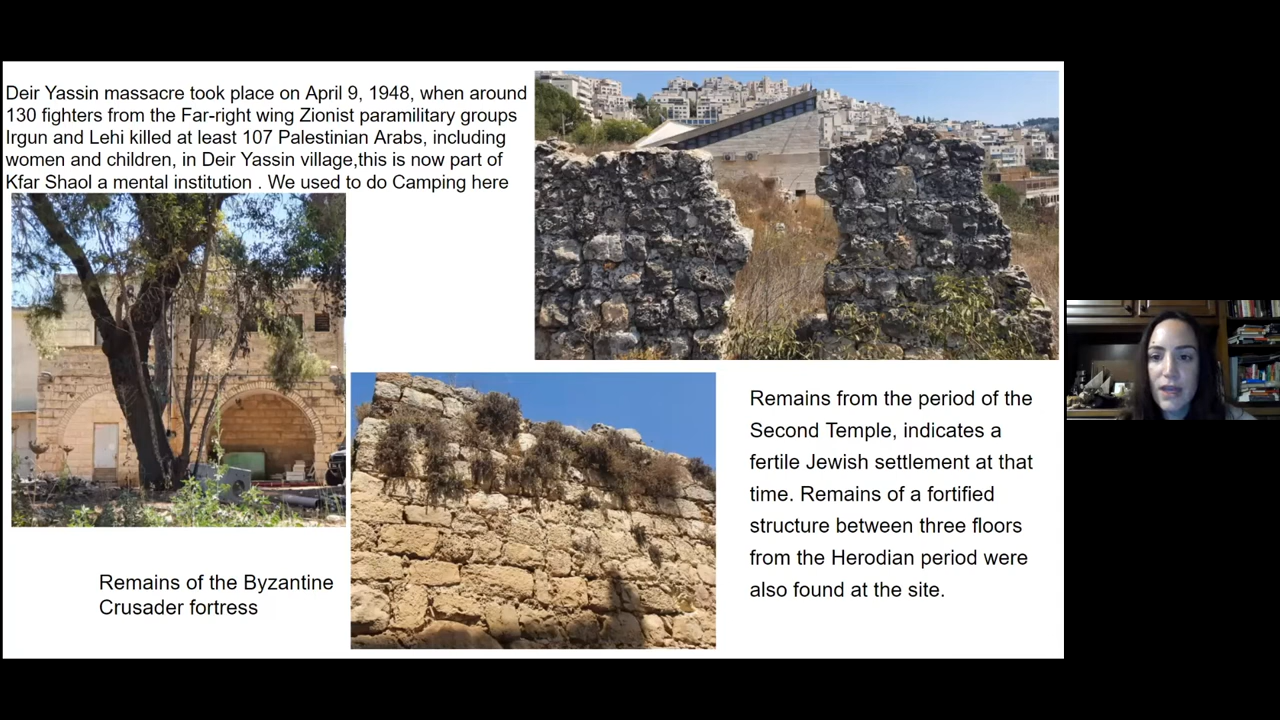 Deir Yassin massacre took place on April 9, 1948, when around
130 fighters from the Far-right wing Zionist paramilitary groups
Irgun and Lehi killed at least 107 Palestinian Arabs, including
women and children, in Deir Yassin village,this is now part of
Kfar Shaol a mental institution . We used to do Camping here
Remains of the Byzantine
Crusader fortress
Remains from the period of the
Second Temple, indicates a
fertile Jewish settlement at that
time. Remains of a fortified
structure between three floors
from the Herodian period were
also found at the site.